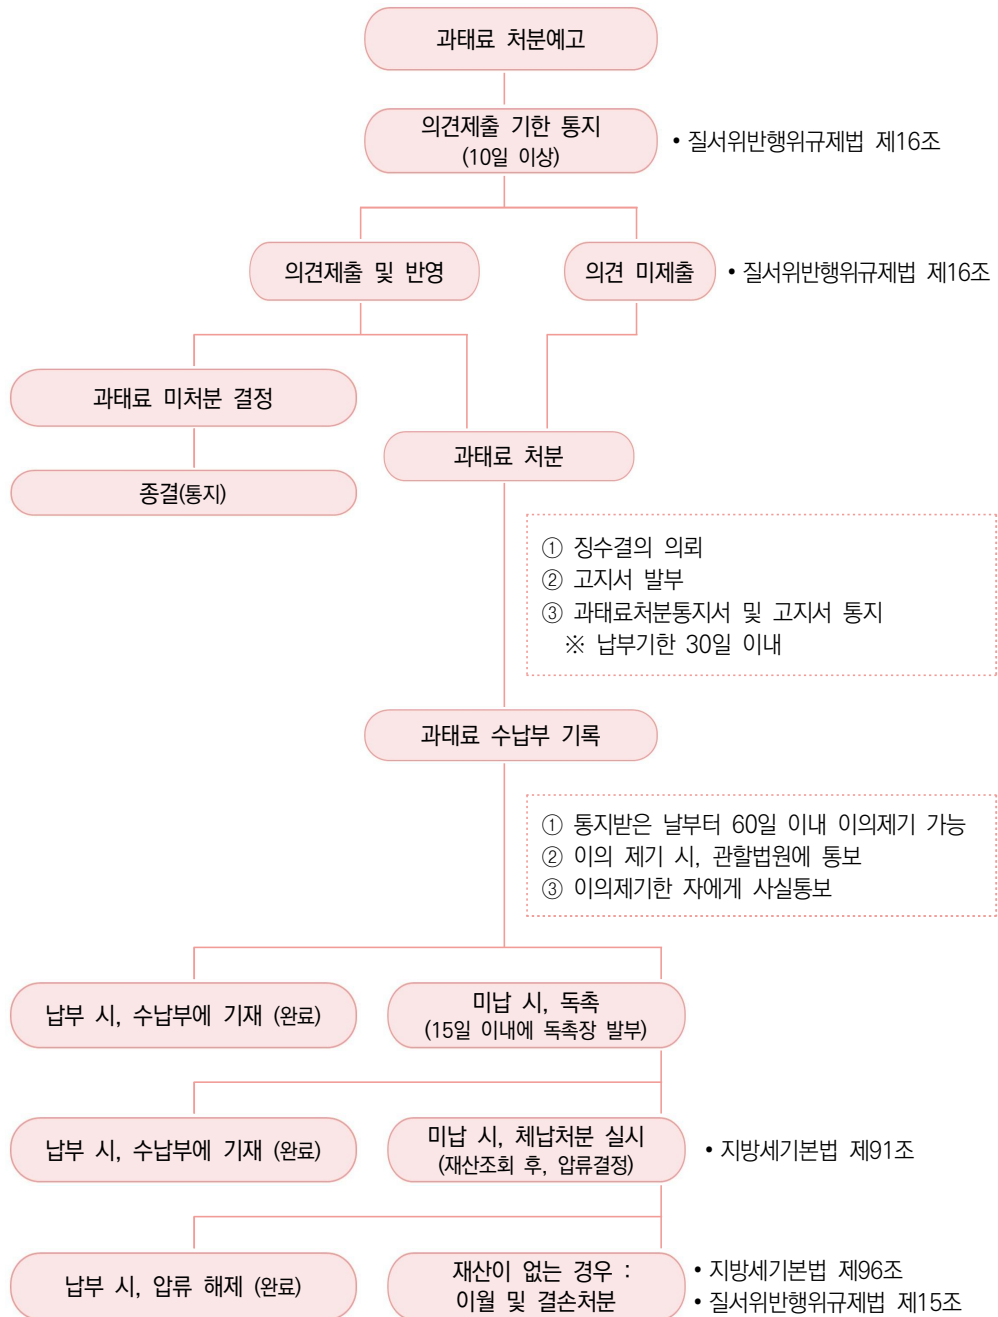 과태료 처분예고
의견제출 기한 통지
(10일 이상)
• 질서위반행위규제법 제16조
의견제출 및 반영
의견 미제출
• 질서위반행위규제법 제16조
과태료 미처분 결정
과태료 처분
종결(통지)
① 징수결의 의뢰
② 고지서 발부
③ 과태료처분통지서 및 고지서 통지
※ 납부기한 30일 이내
과태료 수납부 기록
① 통지받은 날부터 60일 이내 이의제기 가능
② 이의 제기 시, 관할법원에 통보
③ 이의제기한 자에게 사실통보
납부 시, 수납부에 기재 (완료)
미납 시, 독촉
(15일 이내에 독촉장 발부)
납부 시, 수납부에 기재 (완료)
미납 시, 체납처분 실시
(재산조회 후, 압류결정)
• 지방세기본법 제91조
납부 시, 압류 해제 (완료)
재산이 없는 경우 :
이월 및 결손처분
• 지방세기본법 제96조
• 질서위반행위규제법 제15조